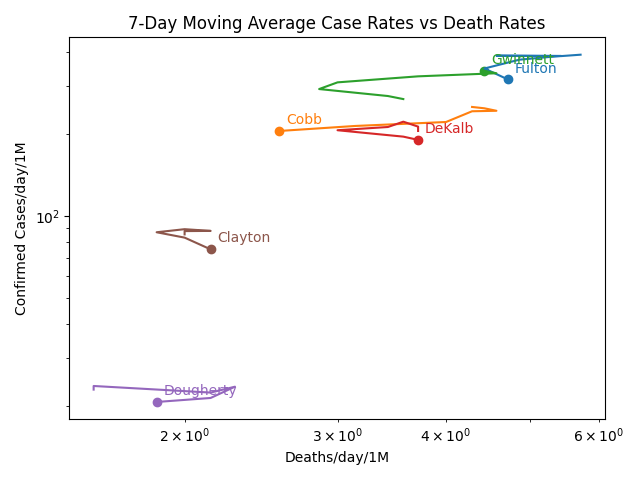 7-Day Moving Average Case Rates vs Death Rates
Confirmed Cases/day/1M
10²
Gwinnett
Fulton
Cobb
DeKalb
Clayton
Dougherty
2 × 10⁰
3 × 10⁰
4 × 10⁰
6 × 10⁰
Deaths/day/1M